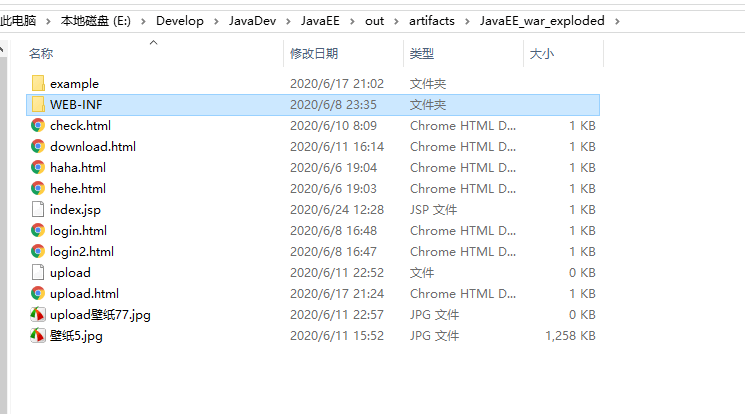 此电脑 > 本地磁盘 (E:) > Develop > JavaDev > JavaEE > out > artifacts > JavaEE_war_exploded >
名称 修改日期 类型 大小
example 2020/6/17 21:02 文件夹
WEB-INF 2020/6/8 23:35 文件夹
check.html 2020/6/10 8:09 Chrome HTML D... 1 KB
download.html 2020/6/11 16:14 Chrome HTML D... 1 KB
haha.html 2020/6/6 19:04 Chrome HTML D... 1 KB
hehe.html 2020/6/6 19:03 Chrome HTML D... 1 KB
index.jsp 2020/6/24 12:28 JSP 文件 1 KB
login.html 2020/6/8 16:48 Chrome HTML D... 1 KB
login2.html 2020/6/8 16:47 Chrome HTML D... 1 KB
upload 2020/6/11 22:52 文件 0 KB
upload.html 2020/6/17 21:24 Chrome HTML D... 1 KB
upload壁纸77.jpg 2020/6/11 22:57 JPG 文件 0 KB
壁纸5.jpg 2020/6/11 15:52 JPG 文件 1,258 KB